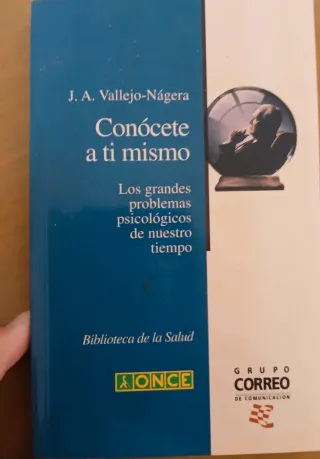 J. A. Vallejo-Nágera
Conócete
a ti mismo
Los grandes
problemas
psicológicos
de nuestro
tiempo
Biblioteca de la Salud
ONCE
GRUPO
CORREO
DE COMUNICACIÓN